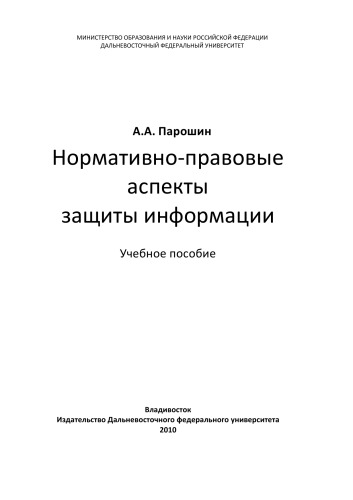 МИНИСТЕРСТВО ОБРАЗОВАНИЯ И НАУКИ РОССИЙСКОЙ ФЕДЕРАЦИИ
ДАЛЬНЕВОСТОЧНЫЙ ФЕДЕРАЛЬНЫЙ УНИВЕРСИТЕТ
А.А. Парошин
Нормативно-правовые
аспекты
защиты информации
Учебное пособие
Владивосток
Издательство Дальневосточного федерального университета
2010